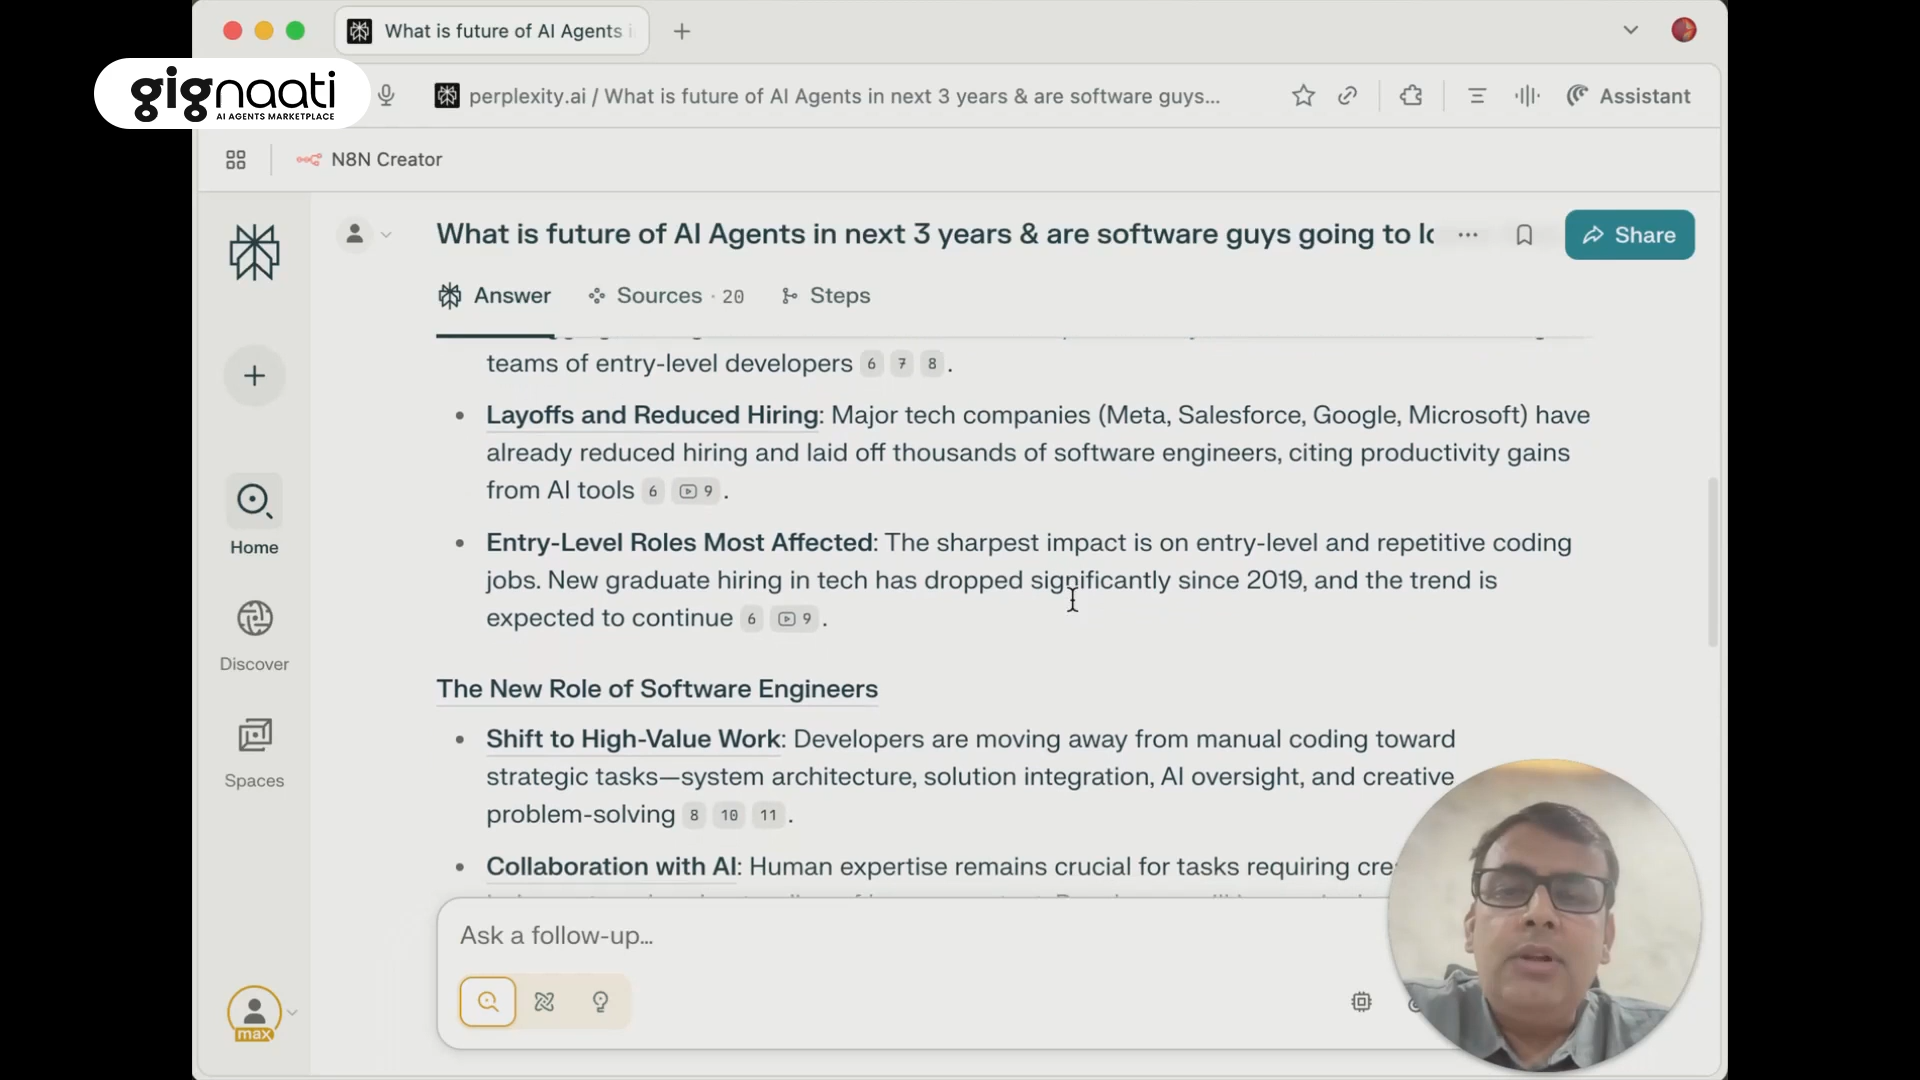 What is future of AI Agents i
gignaati
AI AGENTS MARKETPLACE
perplexity.ai / What is future of AI Agents in next 3 years & are software guys...
Assistant
N8N Creator
What is future of AI Agents in next 3 years & are software guys going to lo
Share
Answer
Sources · 20
Steps
teams of entry-level developers 6 7 8 .
• Layoffs and Reduced Hiring: Major tech companies (Meta, Salesforce, Google, Microsoft) have
already reduced hiring and laid off thousands of software engineers, citing productivity gains
from AI tools 6 9 .
• Entry-Level Roles Most Affected: The sharpest impact is on entry-level and repetitive coding
jobs. New graduate hiring in tech has dropped significantly since 2019, and the trend is
expected to continue 6 9 .
The New Role of Software Engineers
• Shift to High-Value Work: Developers are moving away from manual coding toward
strategic tasks—system architecture, solution integration, AI oversight, and creative
problem-solving 8 10 11 .
• Collaboration with AI: Human expertise remains crucial for tasks requiring cre
Ask a follow-up…
Home
Discover
Spaces
max